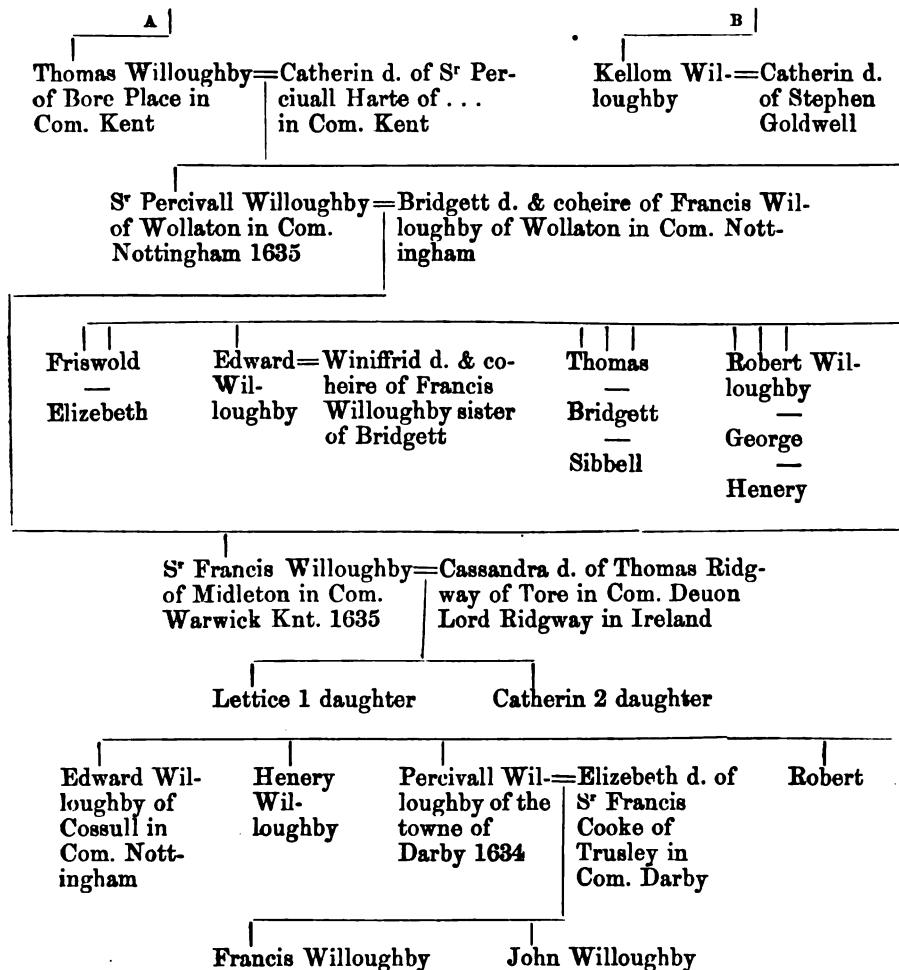 A
B
Thomas Willoughby=Catherin d. of Sr Per-
of Bore Place in ciuall Harte of . . .
Com. Kent in Com. Kent
Kellom Wil-=Catherin d.
loughby of Stephen
Goldwell
Sr Percivall Willoughby=Bridgett d. & coheire of Francis Wil-
of Wollaton in Com. loughby of Wollaton in Com. Nott-
Nottingham 1635 ingham
Friswold
—
Elizebeth
Edward=Winiffrid d. & co-
Wil- heire of Francis
loughby Willoughby sister
of Bridgett
Thomas
—
Bridgett
—
Sibbell
Robert Wil-
loughby
—
George
—
Henery
Sr Francis Willoughby=Cassandra d. of Thomas Ridg-
of Midleton in Com. way of Tore in Com. Deuon
Warwick Knt. 1635 Lord Ridgway in Ireland
Lettice 1 daughter
Catherin 2 daughter
Edward Wil-
loughby of
Cossull in
Com. Nott-
ingham
Henery
Wil-
loughby
Percivall Wil-=Elizebeth d. of
loughby of the Sr Francis
towne of Cooke of
Darby 1634 Trusley in
Com. Darby
Robert
Francis Willoughby
John Willoughby